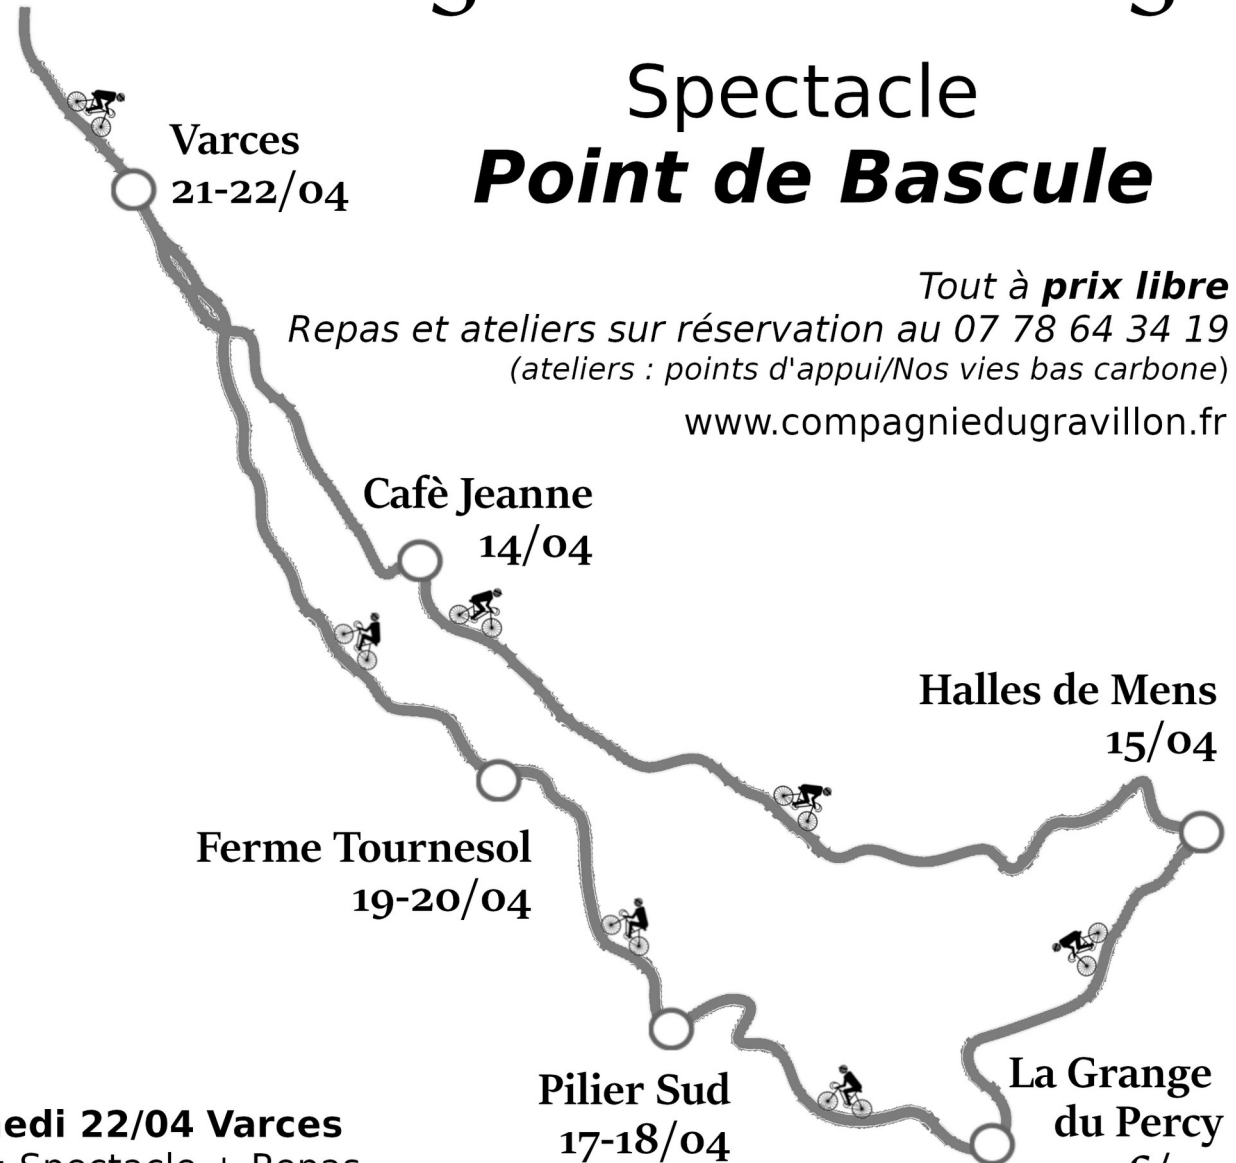 Spectacle
Point de Bascule
Varces
21-22/04
Tout à prix libre
Repas et ateliers sur réservation au 07 78 64 34 19
(ateliers : points d'appui/Nos vies bas carbone)
www.compagniedugravillon.fr
Cafè Jeanne
14/04
Halles de Mens
15/04
Ferme Tournesol
19-20/04
Pilier Sud
17-18/04
La Grange
du Percy
22/04 Varces
Spectacle + Repas